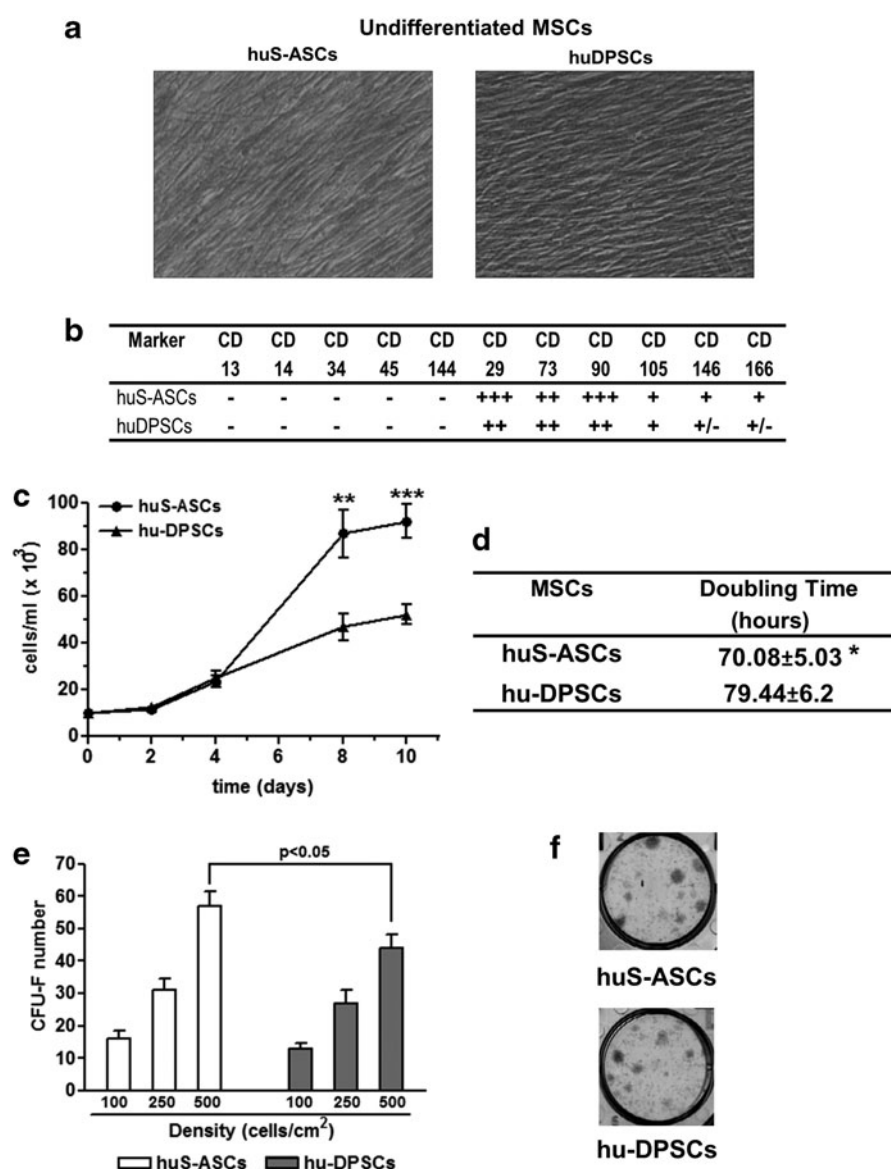 a
Undifferentiated MSCs
huS-ASCs huDPSCs
b
Marker CD CD CD CD CD CD CD CD CD CD CD
13 14 34 45 144 29 73 90 105 146 166
huS-ASCs - - - - - +++ ++ +++ + + +
huDPSCs - - - - - ++ ++ ++ + +/- +/-
c
huS-ASCs
hu-DPSCs
** ***
cells/ml (x 10³)
100
80
60
40
20
0
0 2 4 6 8 10
time (days)
d
MSCs Doubling Time
(hours)
huS-ASCs 70.08±5.03 *
hu-DPSCs 79.44±6.2
e
p<0.05
CFU-F number
70
60
50
40
30
20
10
0
100 250 500 100 250 500
Density (cells/cm²)
huS-ASCs hu-DPSCs
f
huS-ASCs
hu-DPSCs